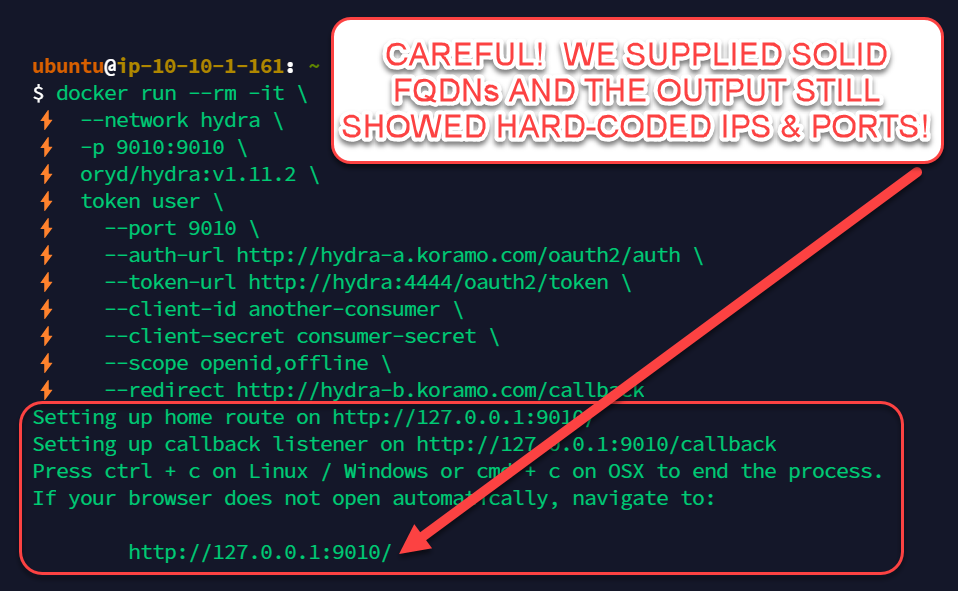 CAREFUL! WE SUPPLIED SOLID
FQDNs AND THE OUTPUT STILL
SHOWED HARD-CODED IPS & PORTS!
ubuntu@ip-10-10-1-161: ~
$ docker run --rm -it \
--network hydra \
-p 9010:9010 \
oryd/hydra:v1.11.2 \
token user \
--port 9010 \
--auth-url http://hydra-a.koramo.com/oauth2/auth \
--token-url http://hydra:4444/oauth2/token \
--client-id another-consumer \
--client-secret consumer-secret \
--scope openid,offline \
--redirect http://hydra-b.koramo.com/callback
Setting up home route on http://127.0.0.1:9010/
Setting up callback listener on http://127.0.0.1:9010/callback
Press ctrl + c on Linux / Windows or cmd + c on OSX to end the process.
If your browser does not open automatically, navigate to:
http://127.0.0.1:9010/